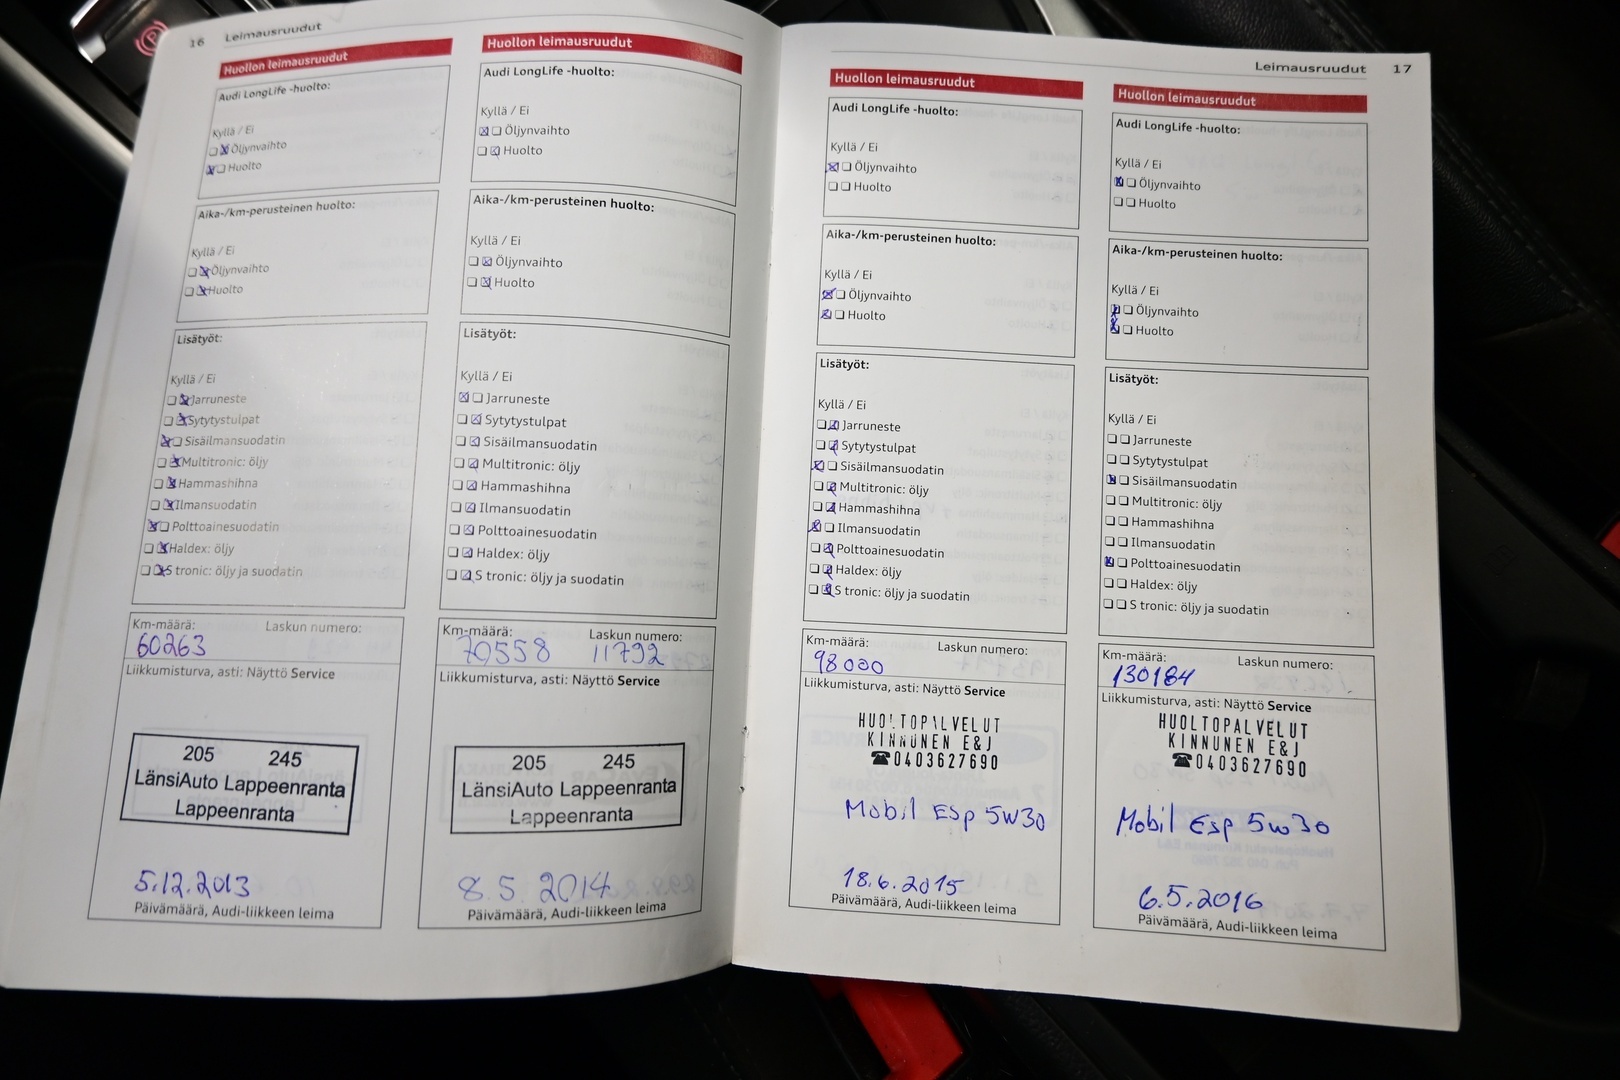 16 Leimausruudut
Huollon leimausruudut
Audi LongLife -huolto:
Kyllä / Ei
Öljynvaihto
Huolto
Aika-/km-perusteinen huolto:
Kyllä / Ei
Öljynvaihto
Huolto
Lisätyöt:
Kyllä / Ei
Jarruneste
Sytytystulpat
Sisäilmansuodatin
Multitronic: öljy
Hammashihna
Ilmansuodatin
Polttoainesuodatin
Haldex: öljy
S tronic: öljy ja suodatin
Km-määrä: Laskun numero:
60263
Liikkumisturva, asti: Näyttö Service
205 245
LänsiAuto Lappeenranta
Lappeenranta
5.12.2013
Päivämäärä, Audi-liikkeen leima
Huollon leimausruudut
Audi LongLife -huolto:
Kyllä / Ei
Öljynvaihto
Huolto
Aika-/km-perusteinen huolto:
Kyllä / Ei
Öljynvaihto
Huolto
Lisätyöt:
Kyllä / Ei
Jarruneste
Sytytystulpat
Sisäilmansuodatin
Multitronic: öljy
Hammashihna
Ilmansuodatin
Polttoainesuodatin
Haldex: öljy
S tronic: öljy ja suodatin
Km-määrä: Laskun numero:
70558 11792
Liikkumisturva, asti: Näyttö Service
205 245
LänsiAuto Lappeenranta
Lappeenranta
8.5.2014
Päivämäärä, Audi-liikkeen leima
Leimausruudut 17
Huollon leimausruudut
Audi LongLife -huolto:
Kyllä / Ei
Öljynvaihto
Huolto
Aika-/km-perusteinen huolto:
Kyllä / Ei
Öljynvaihto
Huolto
Lisätyöt:
Kyllä / Ei
Jarruneste
Sytytystulpat
Sisäilmansuodatin
Multitronic: öljy
Hammashihna
Ilmansuodatin
Polttoainesuodatin
Haldex: öljy
S tronic: öljy ja suodatin
Km-määrä: Laskun numero:
98000
Liikkumisturva, asti: Näyttö Service
HUOLTOPALVELUT
KINNUNEN E&J
☎0403627690
Mobil Esp 5W30
18.6.2015
Päivämäärä, Audi-liikkeen leima
Huollon leimausruudut
Audi LongLife -huolto:
Kyllä / Ei
Öljynvaihto
Huolto
Aika-/km-perusteinen huolto:
Kyllä / Ei
Öljynvaihto
Huolto
Lisätyöt:
Kyllä / Ei
Jarruneste
Sytytystulpat
Sisäilmansuodatin
Multitronic: öljy
Hammashihna
Ilmansuodatin
Polttoainesuodatin
Haldex: öljy
S tronic: öljy ja suodatin
Km-määrä: Laskun numero:
130184
Liikkumisturva, asti: Näyttö Service
HUOLTOPALVELUT
KINNUNEN E&J
☎0403627690
Mobil Esp 5w30
6.5.2016
Päivämäärä, Audi-liikkeen leima